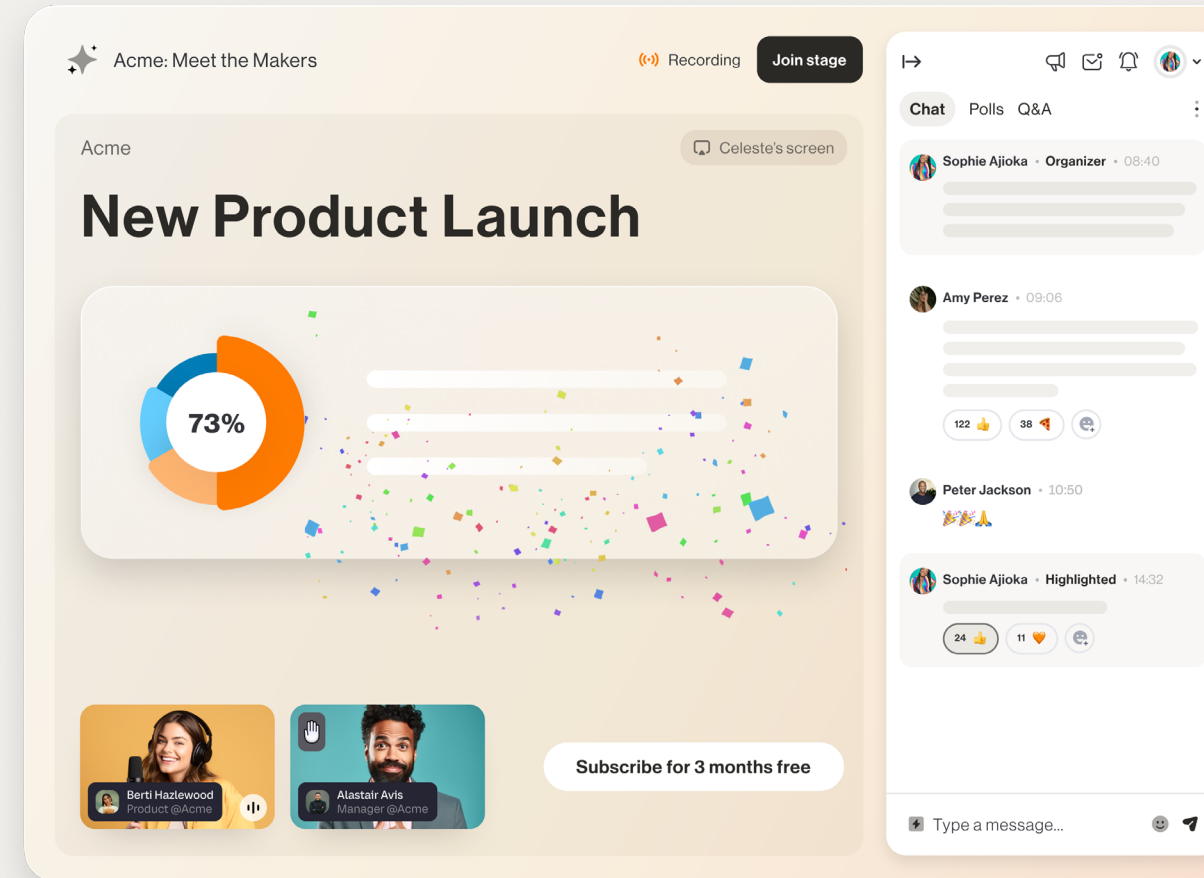 Acme: Meet the Makers
Recording
Join stage
Acme
Celeste's screen
New Product Launch
73%
Berti Hazlewood
Product @Acme
Alastair Avis
Manager @Acme
Subscribe for 3 months free
Chat Polls Q&A
Sophie Ajioka • Organizer • 08:40
Amy Perez • 09:06
122 👍 38 🍕
Peter Jackson • 10:50
🎉🎉🙏
Sophie Ajioka • Highlighted • 14:32
24 👍 11 🧡
Type a message...